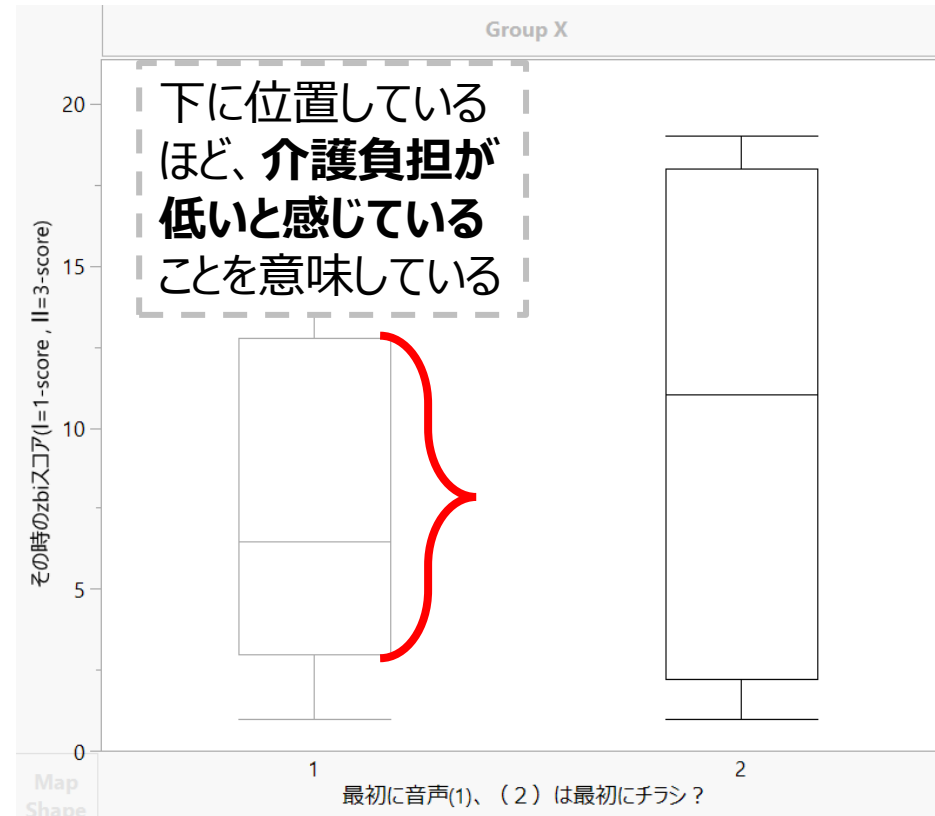 Group X
下に位置している
ほど、介護負担が
低いと感じている
ことを意味している
20
15
10
5
0
その時のzbiスコア(I=1-score , II=3-score)
1
2
最初に音声(1)、（２）は最初にチラシ？
Map
Shape